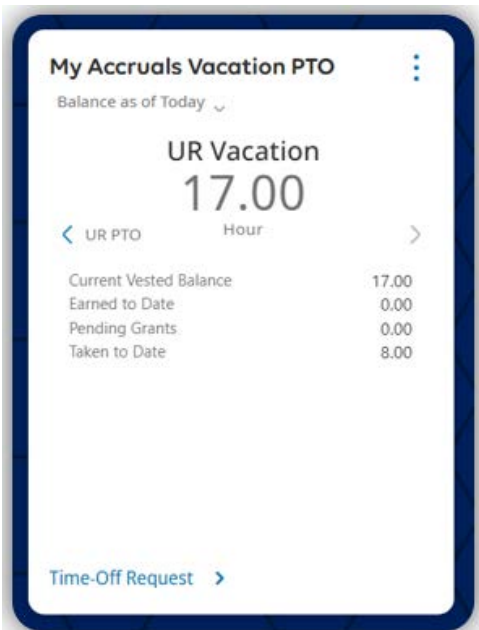 My Accruals Vacation PTO
Balance as of Today
UR Vacation
17.00
Hour
UR PTO
Current Vested Balance 17.00
Earned to Date 0.00
Pending Grants 0.00
Taken to Date 8.00
Time-Off Request